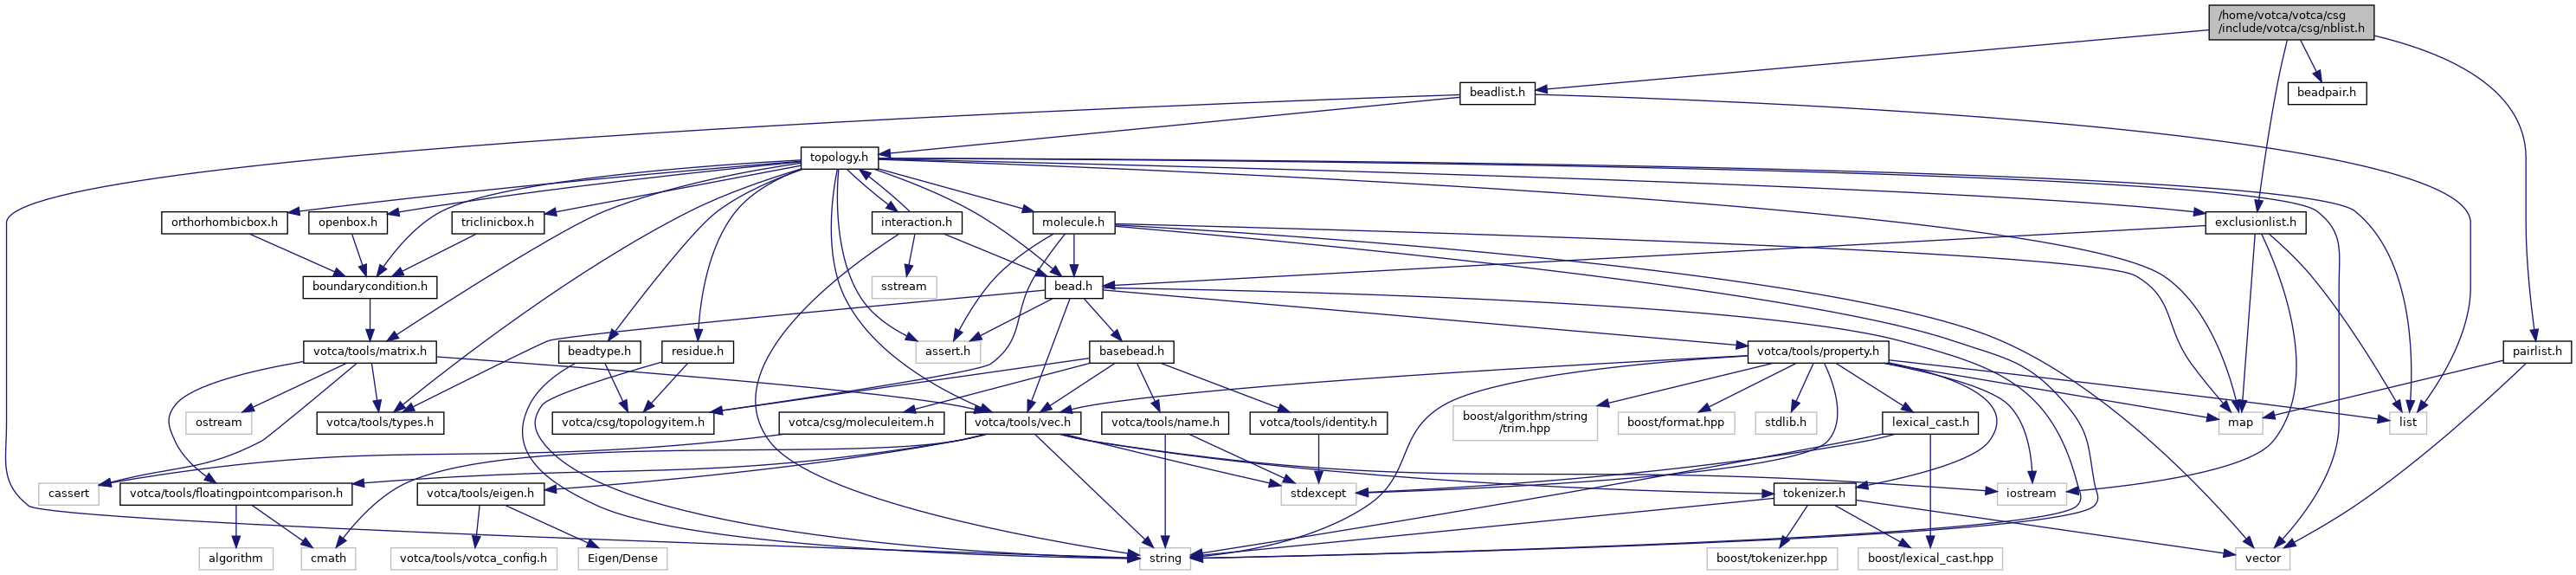 /home/votca/votca/csg
/include/votca/csg/nblist.h
beadlist.h
beadpair.h
topology.h
orthorhombicbox.h
openbox.h
triclinicbox.h
interaction.h
molecule.h
exclusionlist.h
boundarycondition.h
sstream
bead.h
votca/tools/matrix.h
beadtype.h
residue.h
assert.h
basebead.h
votca/tools/property.h
pairlist.h
ostream
votca/tools/types.h
votca/csg/topologyitem.h
votca/csg/moleculeitem.h
votca/tools/vec.h
votca/tools/name.h
votca/tools/identity.h
boost/algorithm/string
/trim.hpp
boost/format.hpp
stdlib.h
lexical_cast.h
map
list
cassert
votca/tools/floatingpointcomparison.h
votca/tools/eigen.h
stdexcept
tokenizer.h
iostream
algorithm
cmath
votca/tools/votca_config.h
Eigen/Dense
string
boost/tokenizer.hpp
boost/lexical_cast.hpp
vector